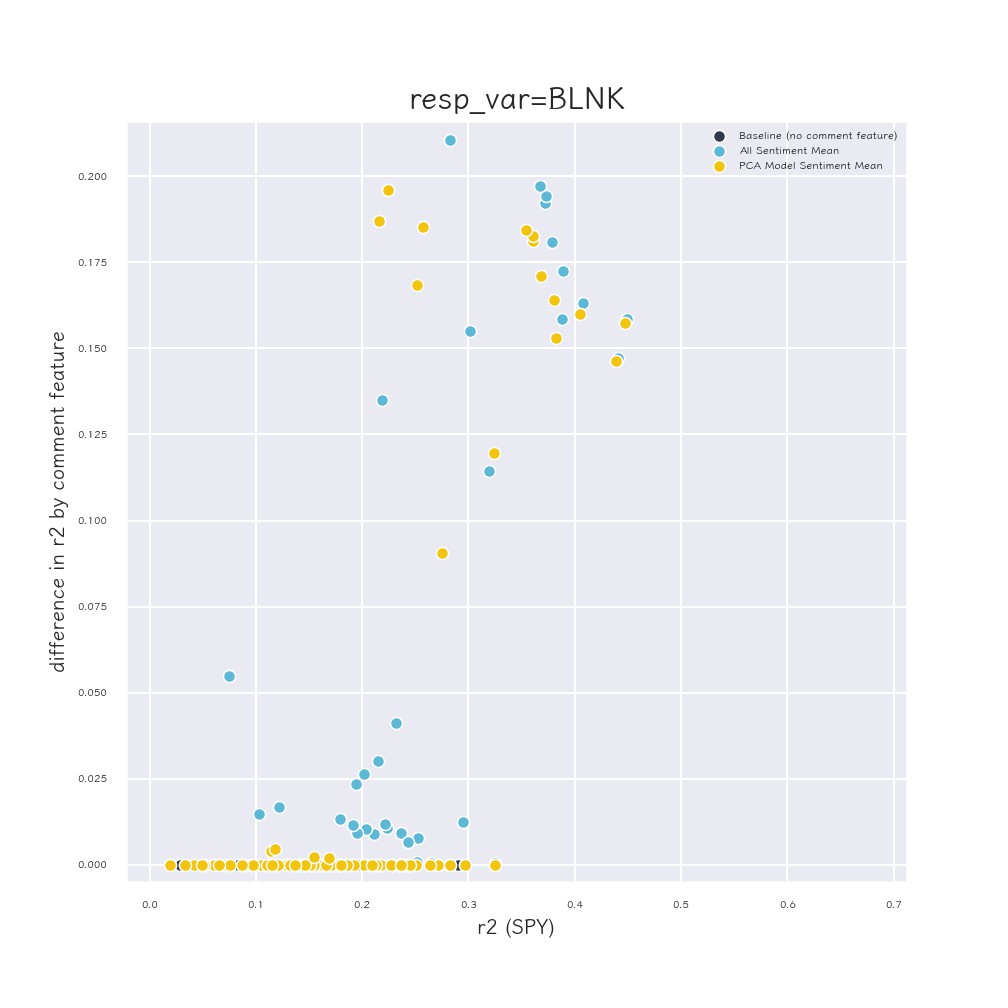 resp_var=BLNK
Baseline (no comment feature)
All Sentiment Mean
PCA Model Sentiment Mean
difference in r2 by comment feature
0.200
0.175
0.150
0.125
0.100
0.075
0.050
0.025
0.000
0.0 0.1 0.2 0.3 0.4 0.5 0.6 0.7
r2 (SPY)